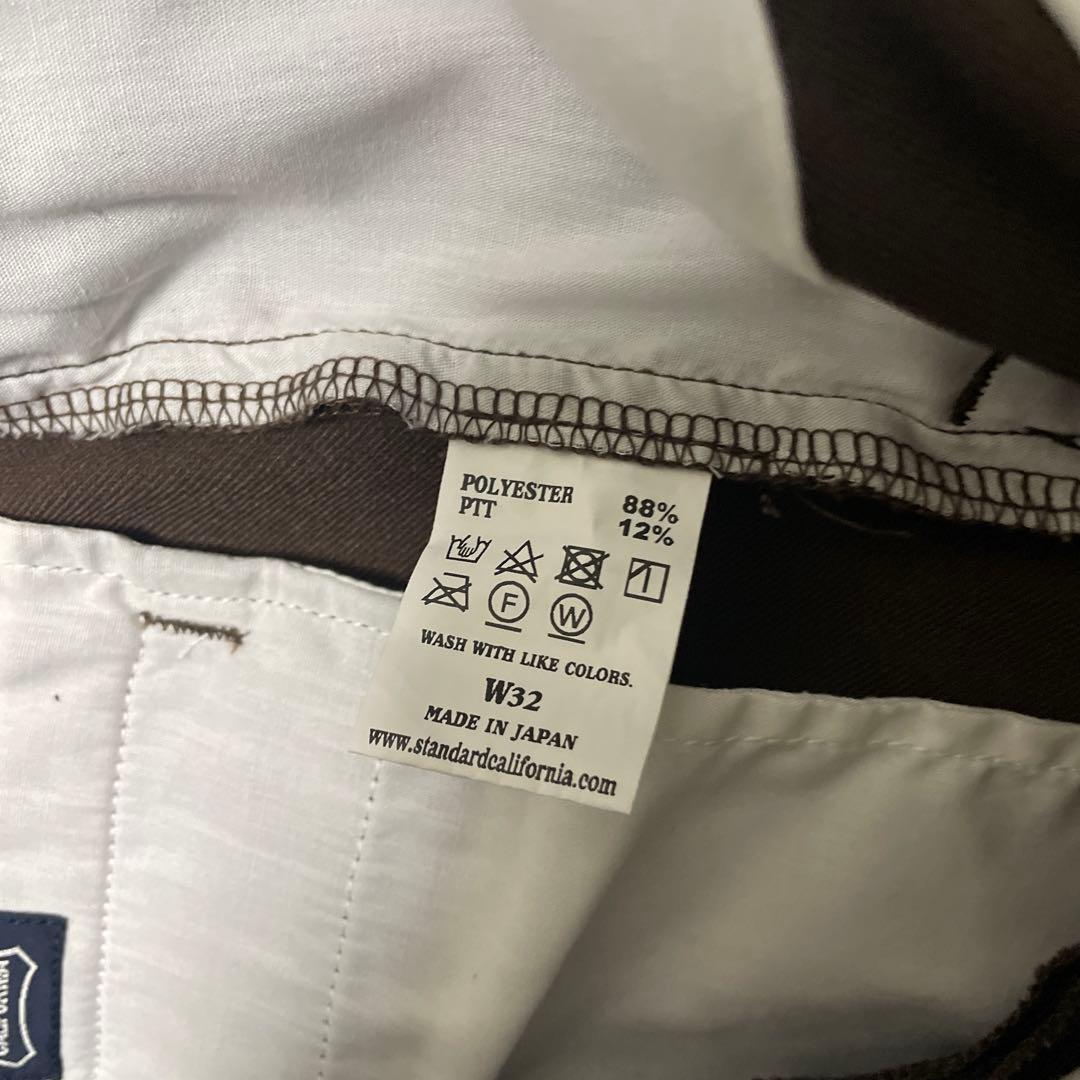 POLYESTER 88%
PTT 12%
F W
WASH WITH LIKE COLORS.
W32
MADE IN JAPAN
www.standardcalifornia.com